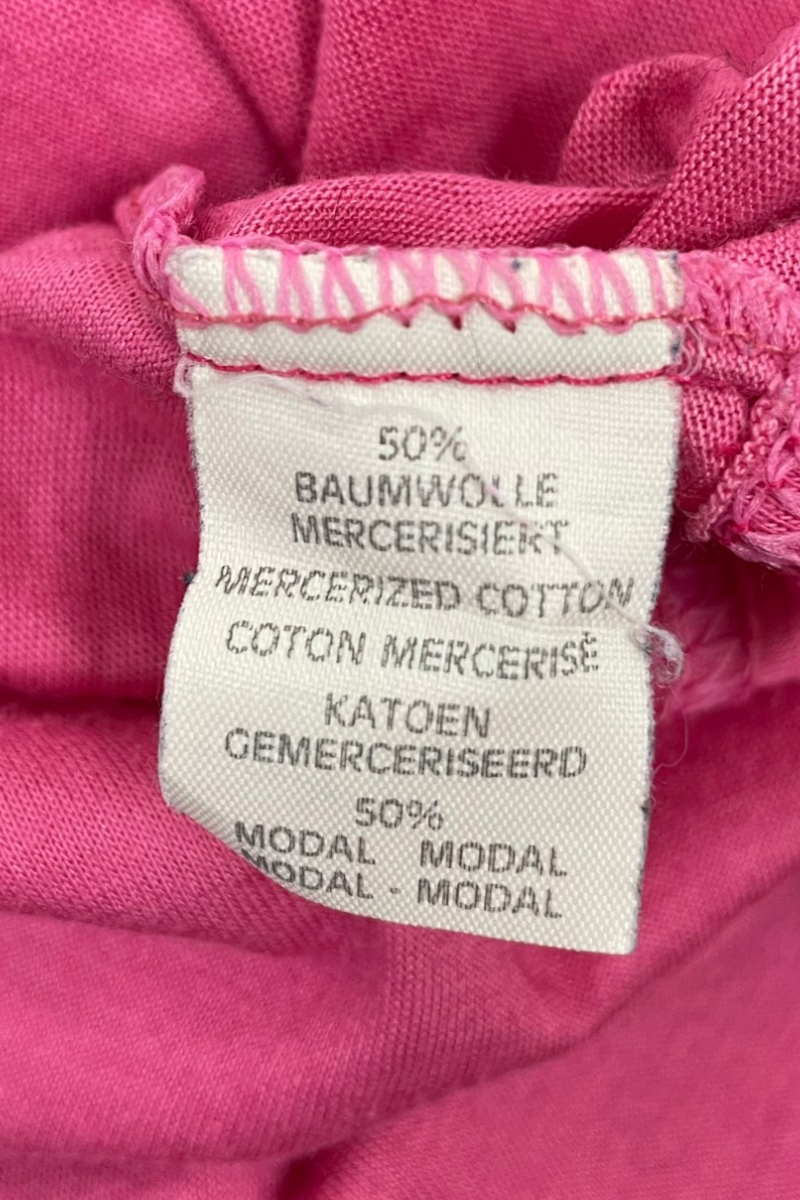 50%
BAUMWOLLE
MERCERISIERT
MERCERIZED COTTON
COTON MERCERISÉ
KATOEN
GEMERCERISEERD
50%
MODAL MODAL
MODAL - MODAL